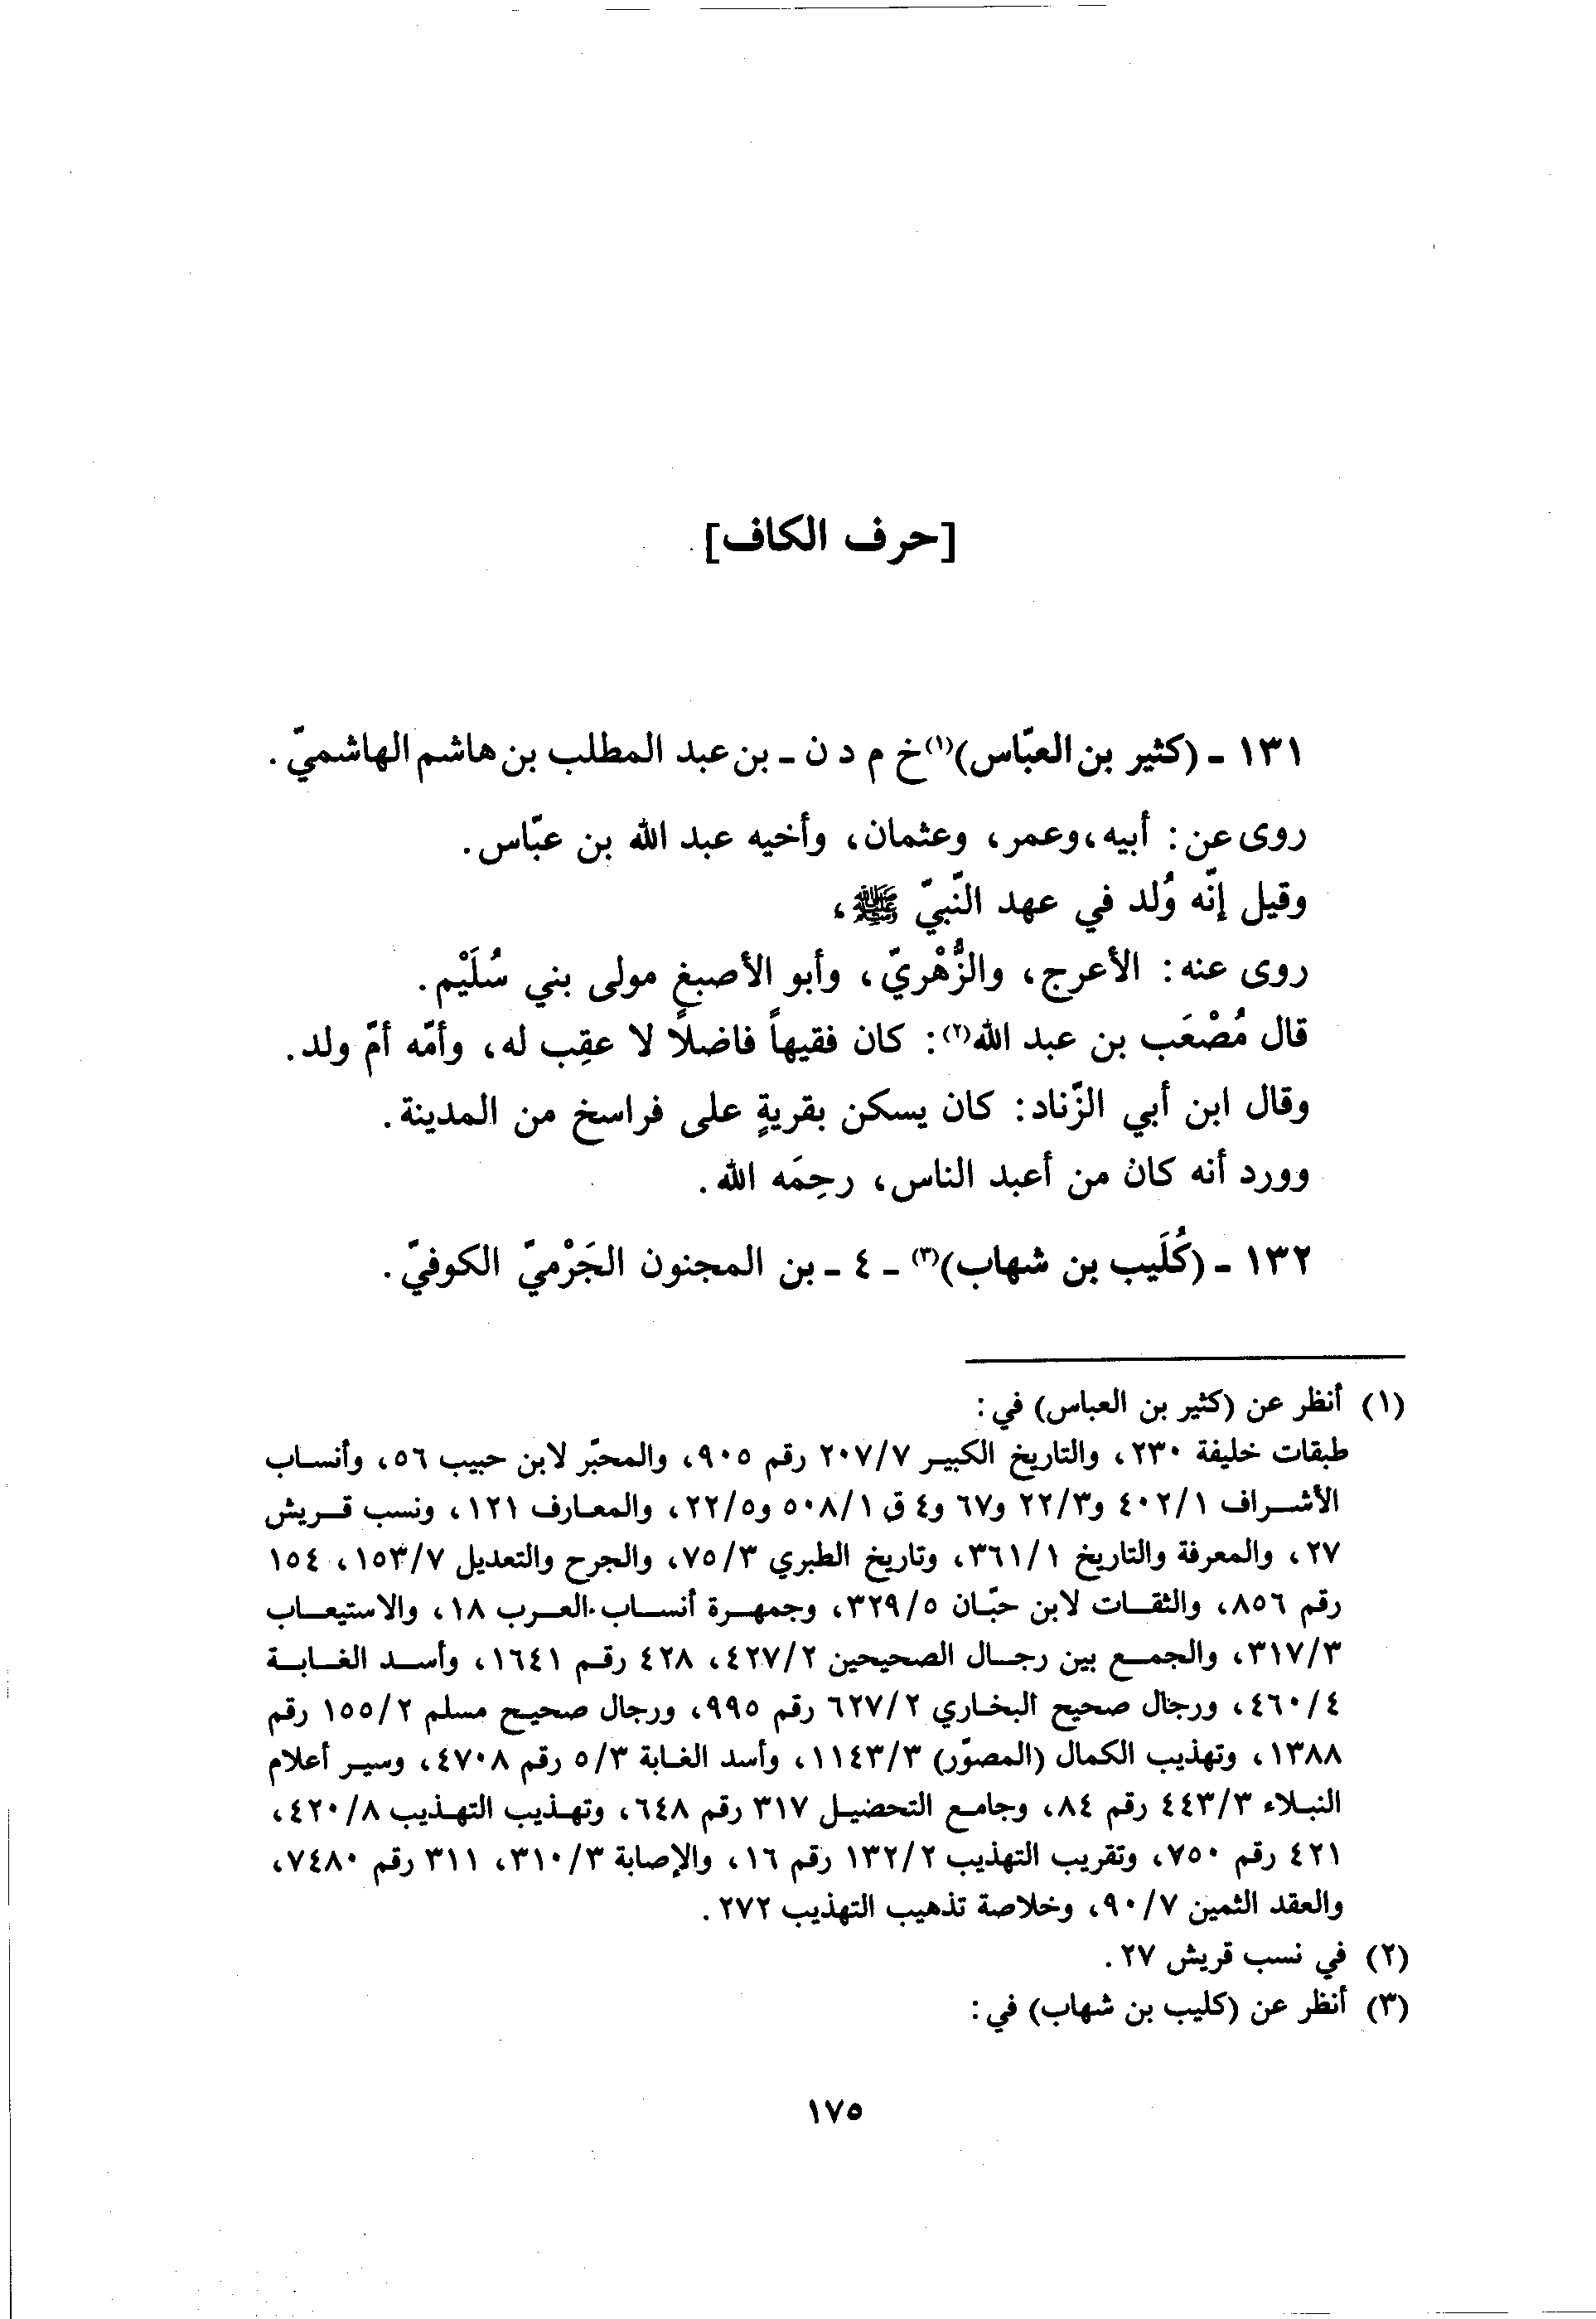 [حرف الكاف]
١٣١ ـ (كثير بن العبّاس)(١) خ م د ن ـ بن عبد المطلب بن هاشم الهاشميّ.
روى عن: أبيه، وعمر، وعثمان، وأخيه عبد الله بن عبّاس.
وقيل إنّه وُلد في عهد النّبيّ ﷺ،
روى عنه: الأعرج، والزُّهْريّ، وأبو الأصبغ مولى بني سُلَيْم.
قال مُصْعَب بن عبد الله(٢): كان فقيهاً فاضلاً لا عقِب له، وأمّه أمّ ولد.
وقال ابن أبي الزّناد: كان يسكن بقريةٍ على فراسخ من المدينة.
وورد أنه كان من أعبد الناس، رحِمَه الله.
١٣٢ ـ (كُلَيب بن شهاب)(٣) ـ ٤ ـ بن المجنون الجَرْميّ الكوفيّ.
(١) أنظر عن (كثير بن العباس) في:
طبقات خليفة ٢٣٠، والتاريخ الكبير ٢٠٧/٧ رقم ٩٠٥، والمحبّر لابن حبيب ٥٦، وأنساب
الأشراف ٤٠٢/١ و٢٢/٣ و٦٧ و٤ ق ٥٠٨/١ و٢٢/٥، والمعارف ١٢١، ونسب قريش
٢٧، والمعرفة والتاريخ ٣٦١/١، وتاريخ الطبري ٧٥/٣، والجرح والتعديل ١٥٣/٧، ١٥٤
رقم ٨٥٦، والثقات لابن حبّان ٣٢٩/٥، وجمهرة أنساب العرب ١٨، والاستيعاب
٣١٧/٣، والجمع بين رجال الصحيحين ٤٢٧/٢، ٤٢٨ رقم ١٦٤١، وأسد الغابة
٤٦٠/٤، ورجال صحيح البخاري ٦٢٧/٢ رقم ٩٩٥، ورجال صحيح مسلم ١٥٥/٢ رقم
١٣٨٨، وتهذيب الكمال (المصوّر) ١١٤٣/٣، وأسد الغابة ٥/٣ رقم ٤٧٠٨، وسير أعلام
النبلاء ٤٤٣/٣ رقم ٨٤، وجامع التحضيل ٣١٧ رقم ٦٤٨، وتهذيب التهذيب ٤٢٠/٨،
٤٢١ رقم ٧٥٠، وتقريب التهذيب ١٣٢/٢ رقم ١٦، والإصابة ٣١٠/٣، ٣١١ رقم ٧٤٨٠،
والعقد الثمين ٩٠/٧، وخلاصة تذهيب التهذيب ٢٧٢.
(٢) في نسب قريش ٢٧.
(٣) أنظر عن (كليب بن شهاب) في:
١٧٥